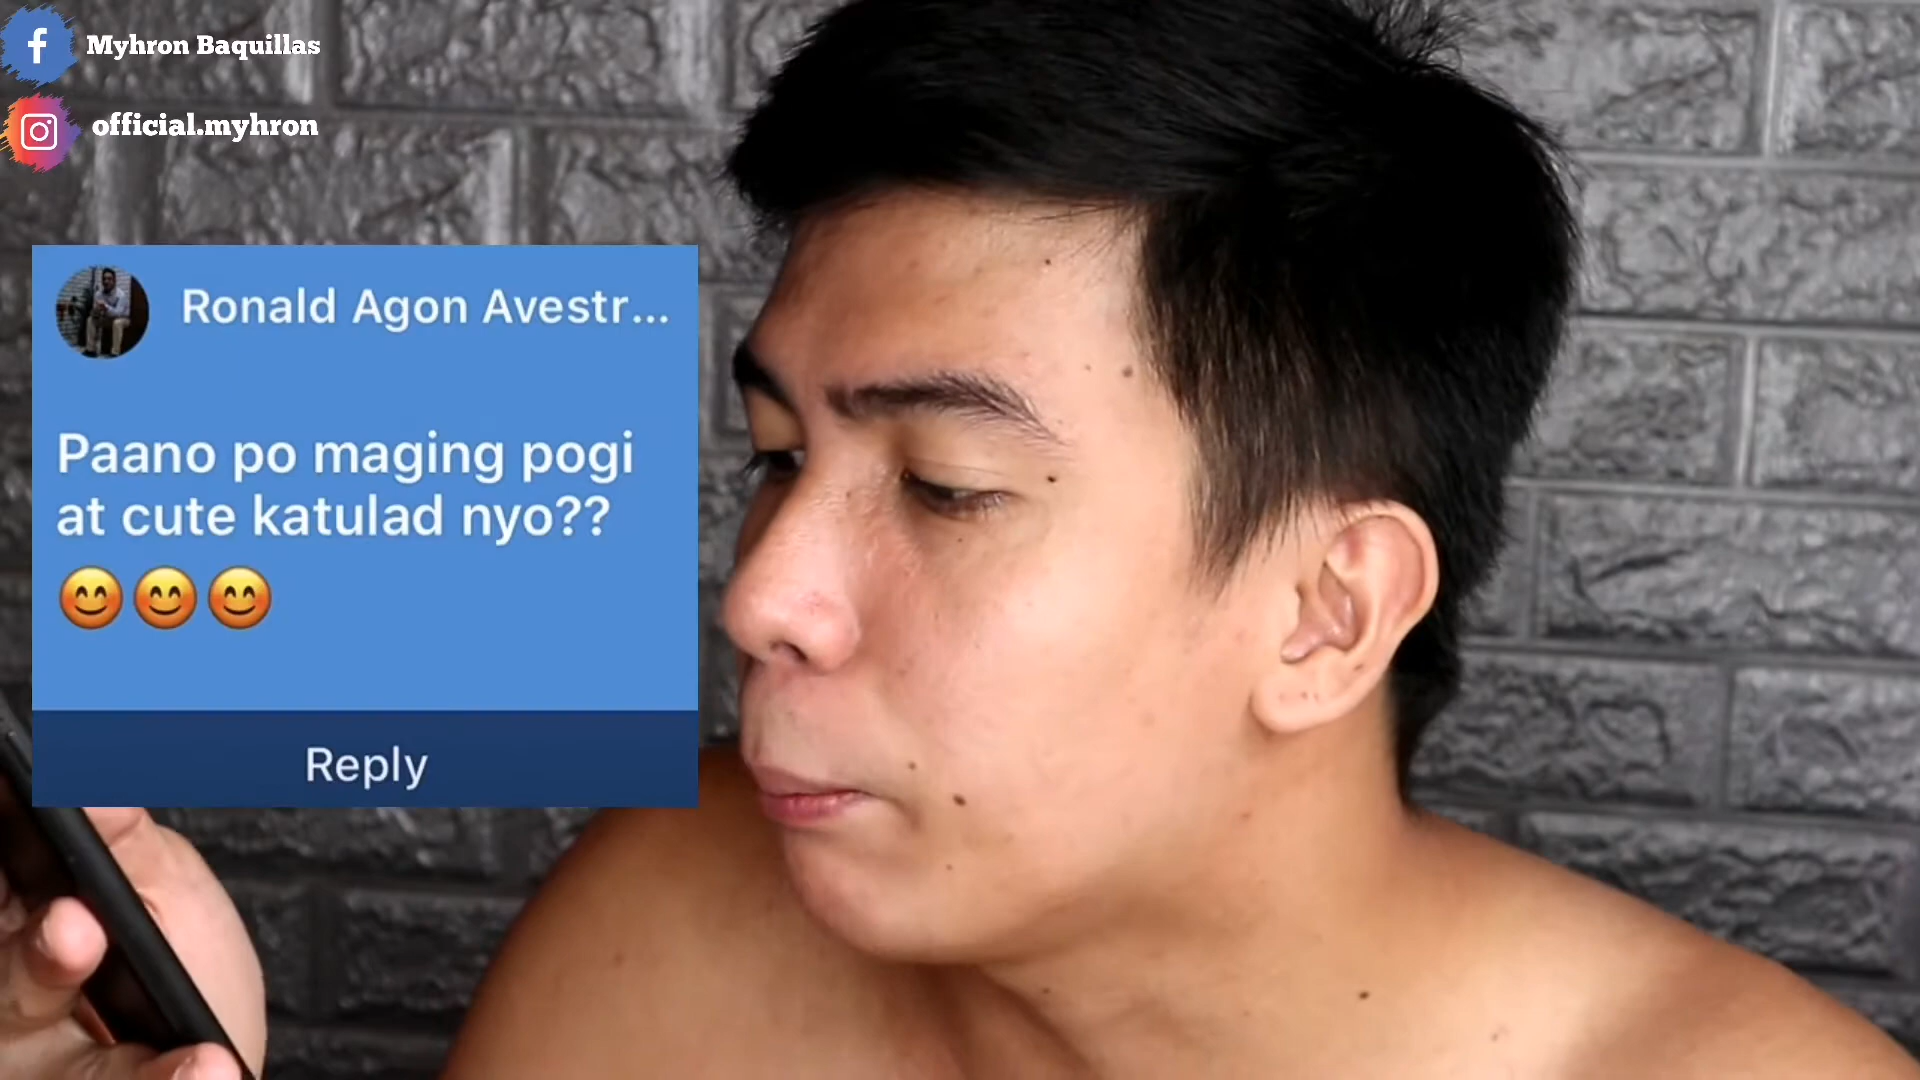 Myhron Baquillas
official.myhron
Ronald Agon Avestr...
Paano po maging pogi
at cute katulad nyo??
😊😊😊
Reply